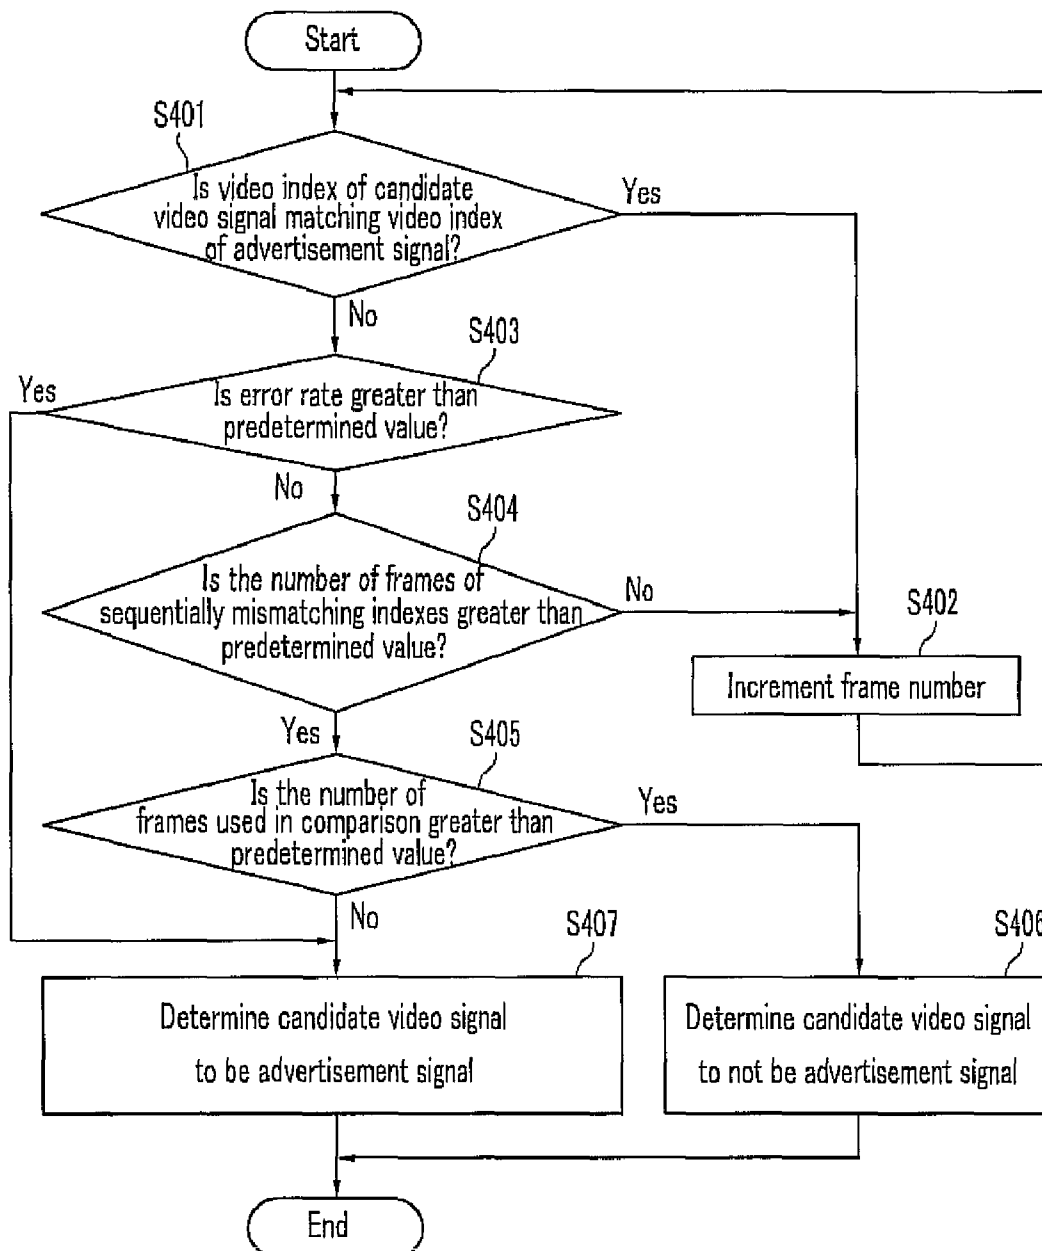 Start
S401
Is video index of candidate
video signal matching video index
of advertisement signal?
Yes
No
S403
Yes
Is error rate greater than
predetermined value?
No
S404
Is the number of frames of
sequentially mismatching indexes greater than
predetermined value?
No
S402
Increment frame number
Yes
S405
Is the number of
frames used in comparison greater than
predetermined value?
Yes
No
S407
S406
Determine candidate video signal
to be advertisement signal
Determine candidate video signal
to not be advertisement signal
End